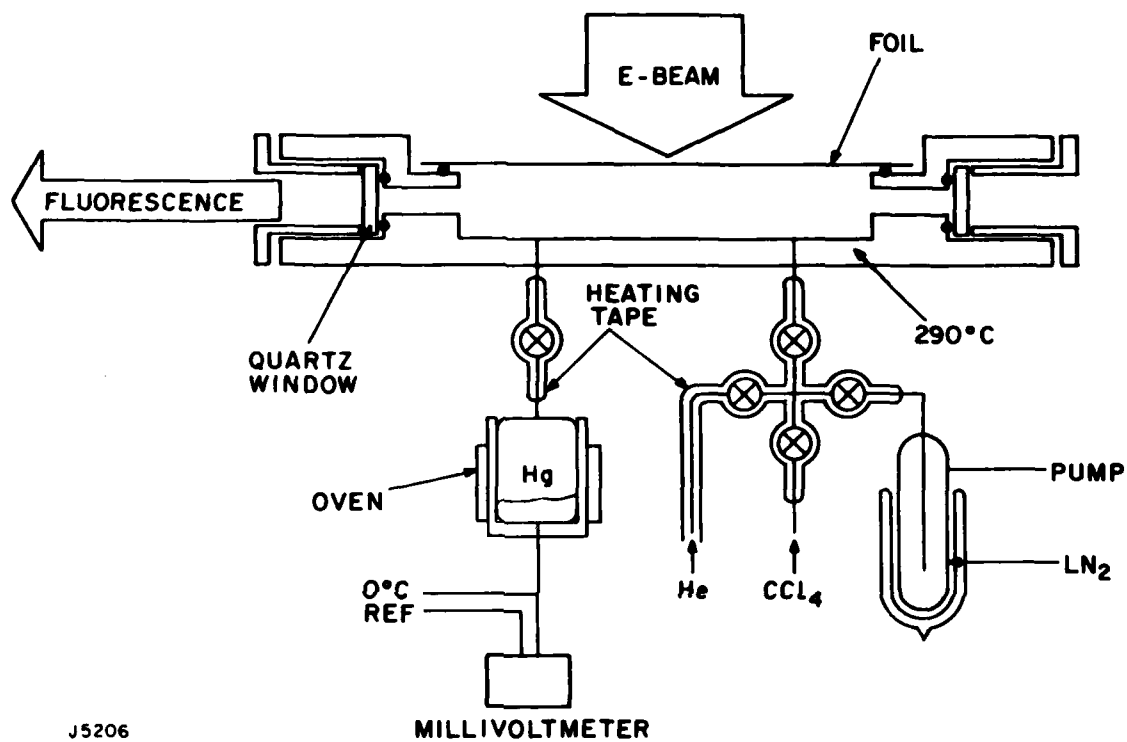 FOIL
E-BEAM
FLUORESCENCE
HEATING
TAPE
290°C
QUARTZ
WINDOW
Hg
OVEN
PUMP
LN₂
0°C
REF
He
CCl₄
J5206
MILLIVOLTMETER